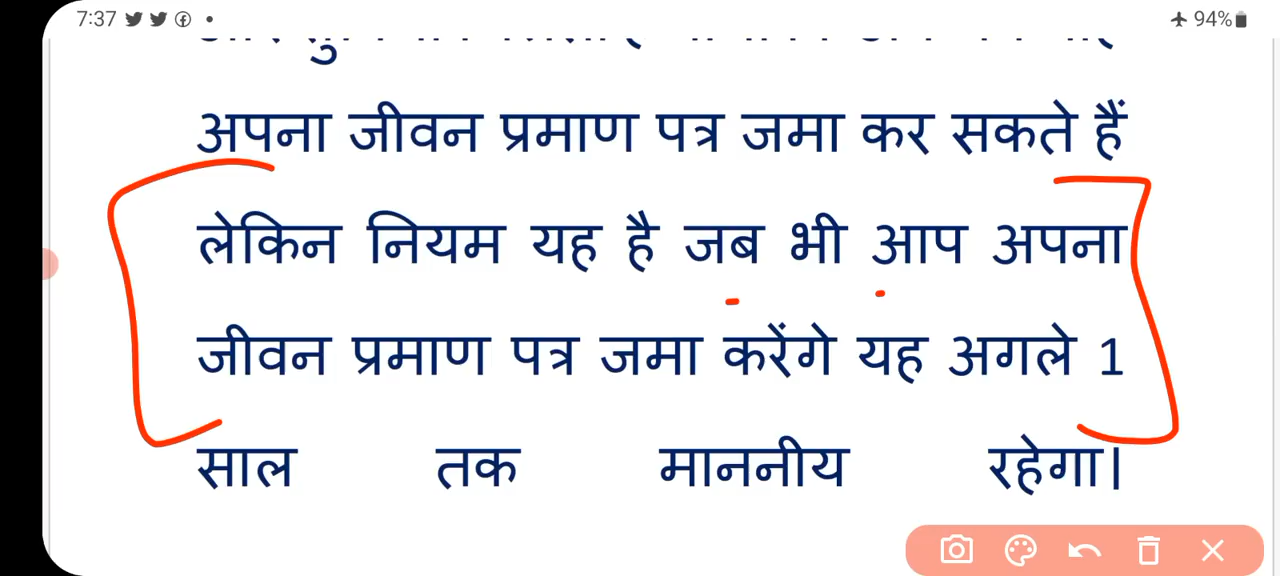 7:37 94%
अपना जीवन प्रमाण पत्र जमा कर सकते हैं
लेकिन नियम यह है जब भी आप अपना
जीवन प्रमाण पत्र जमा करेंगे यह अगले 1
साल तक माननीय रहेगा।